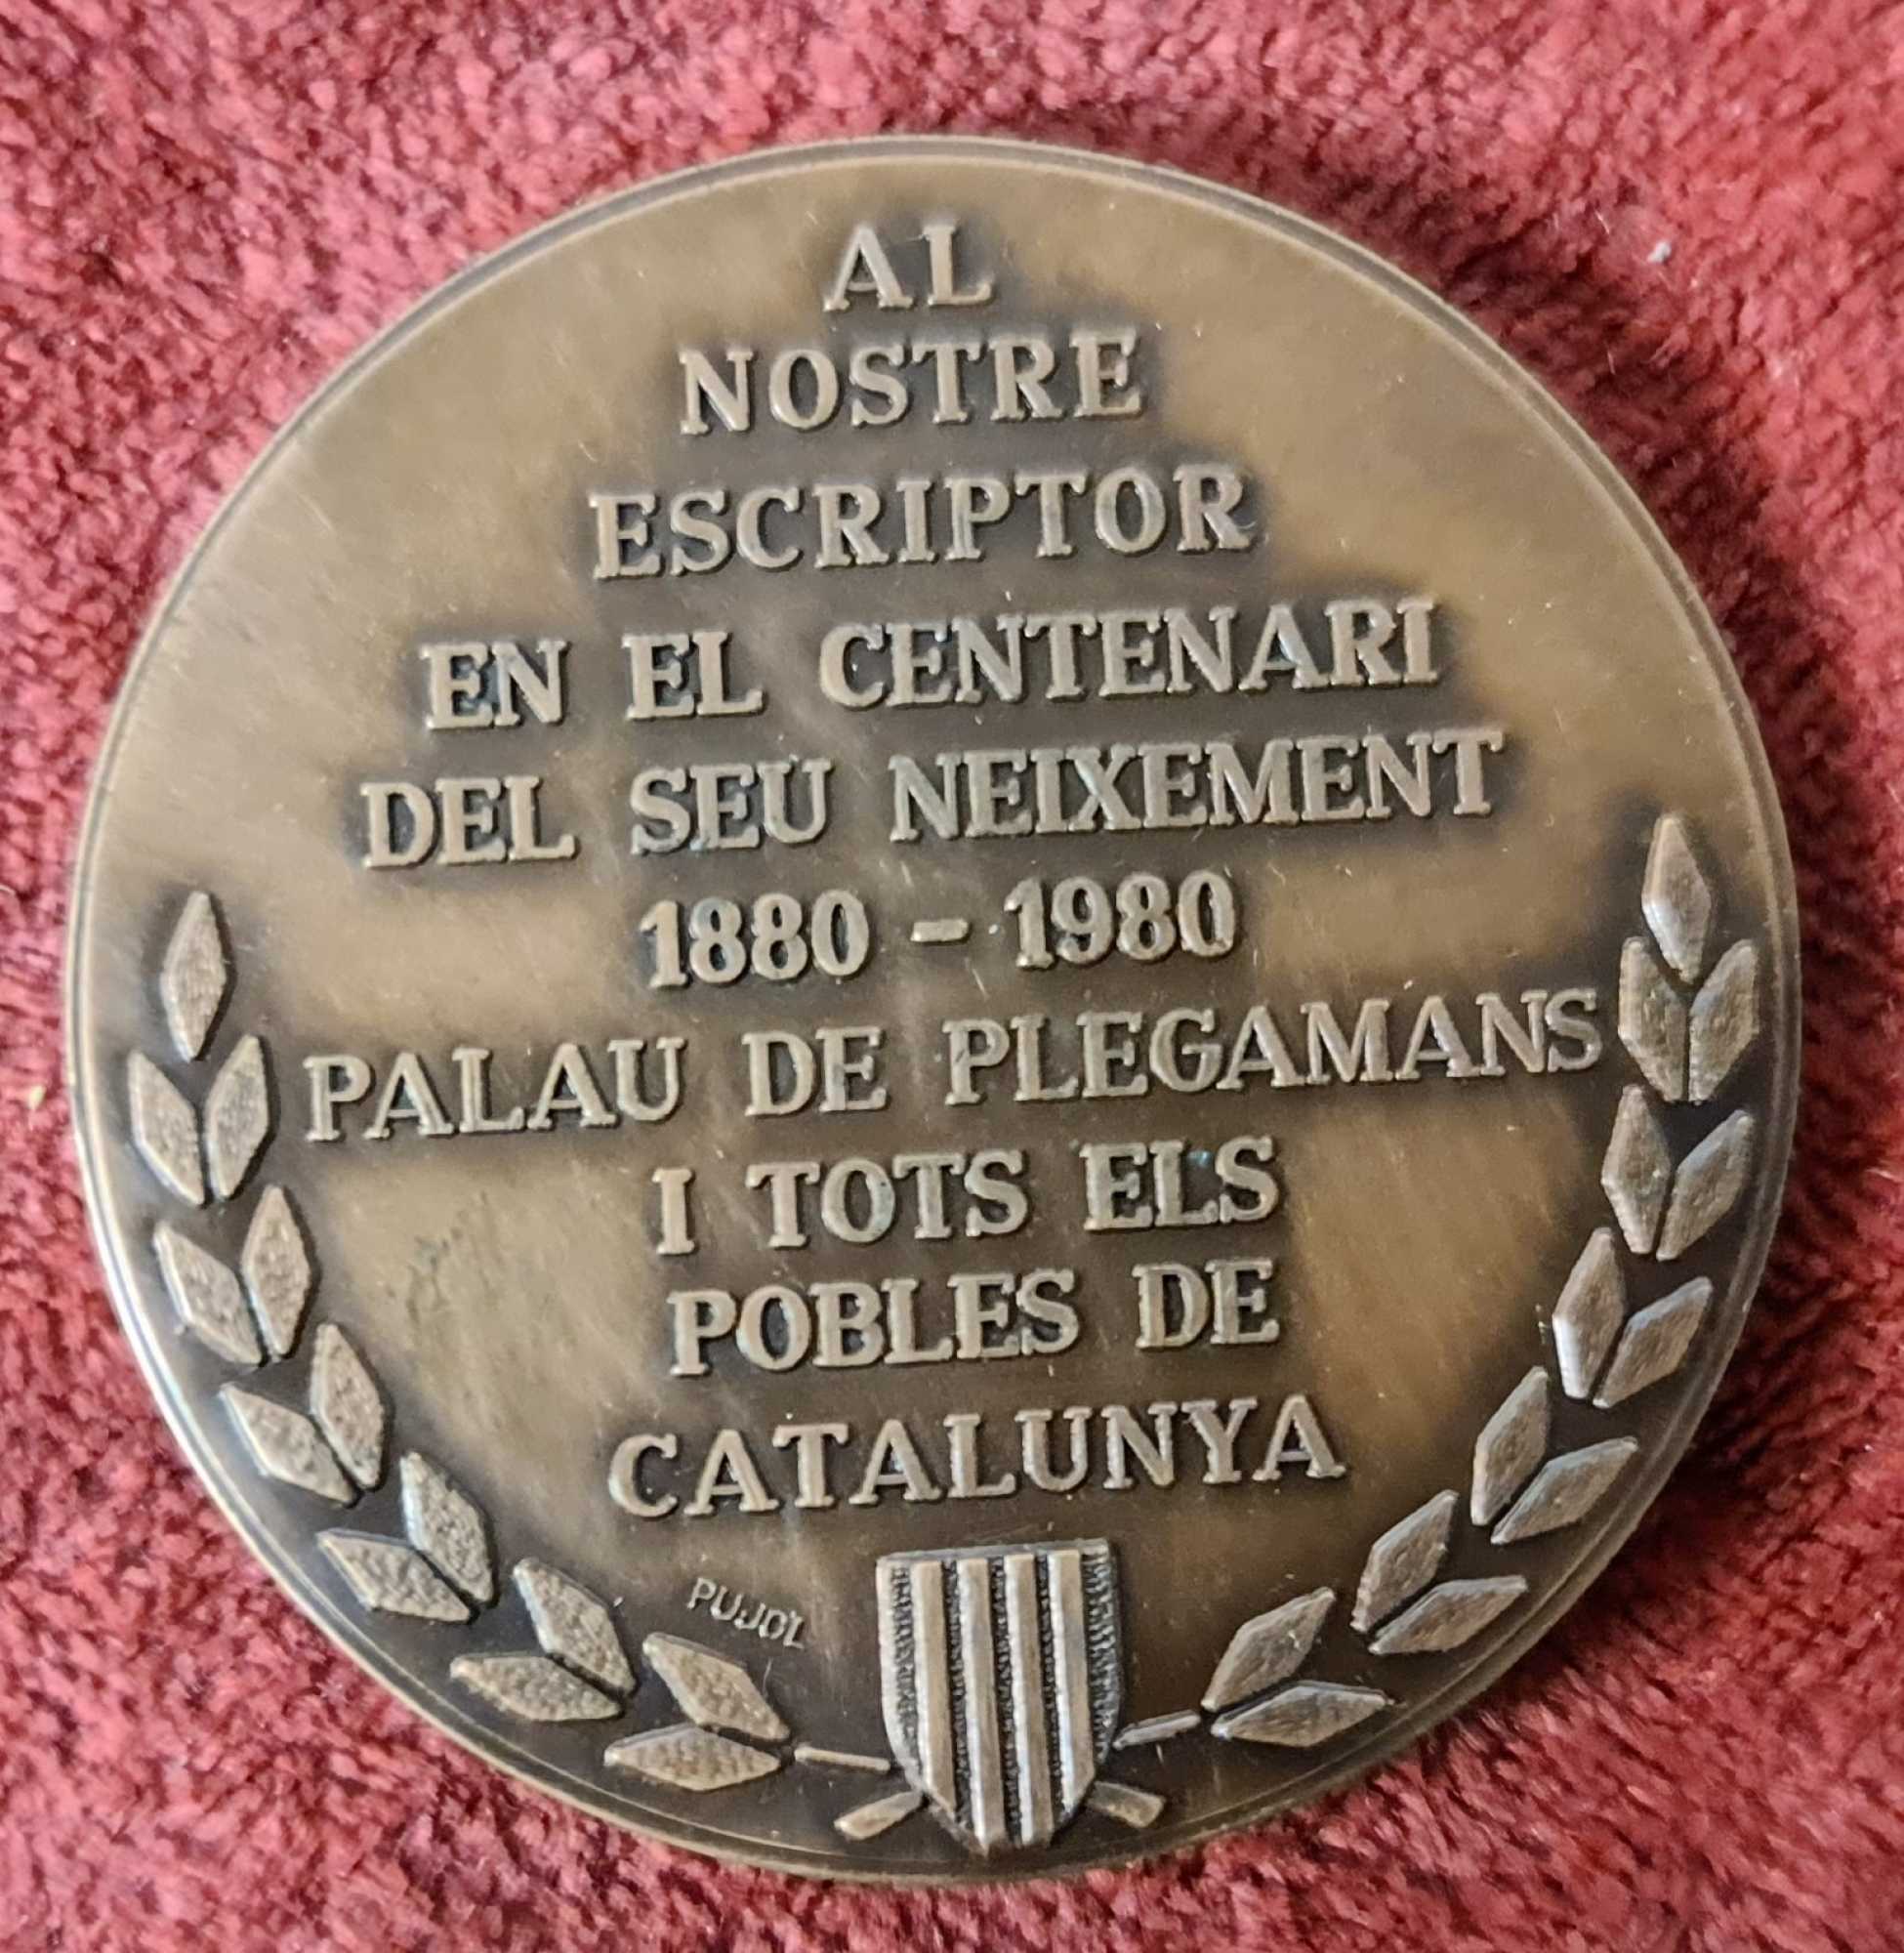 AL
NOSTRE
ESCRIPTOR
EN EL CENTENARI
DEL SEU NEIXEMENT
1880 - 1980
PALAU DE PLEGAMANS
I TOTS ELS
POBLES DE
CATALUNYA
PUJOL